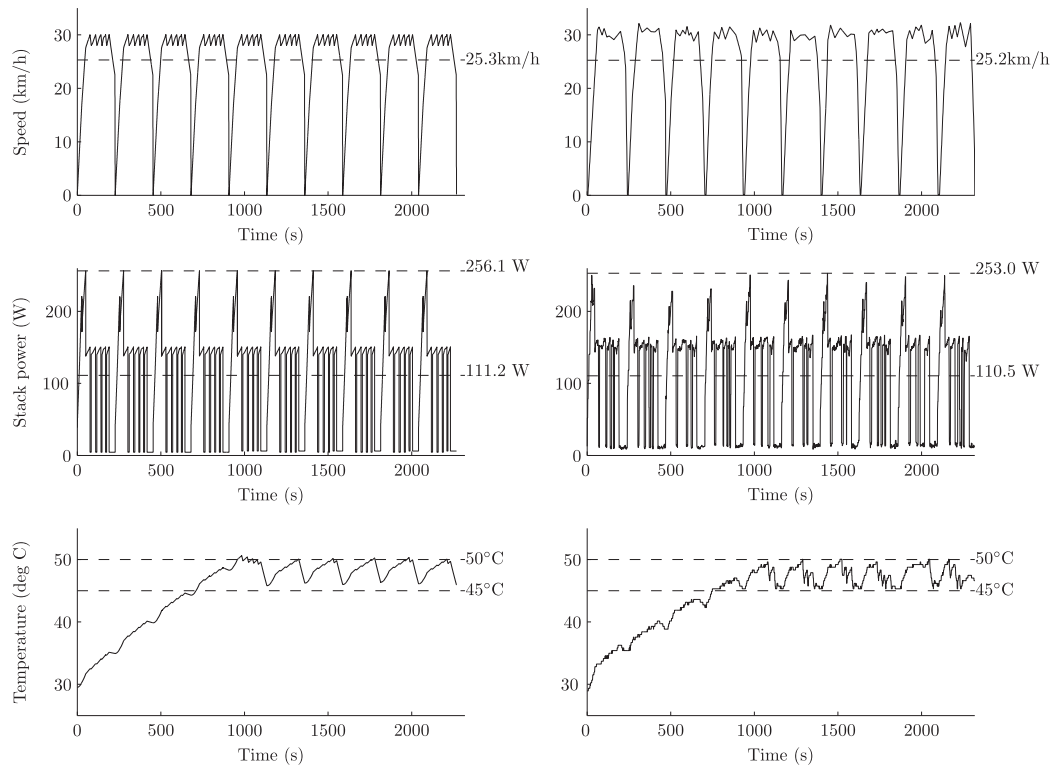 30
20
10
0
Speed (km/h)
25.3km/h
0 500 1000 1500 2000
Time (s)
30
20
10
0
25.2km/h
0 500 1000 1500 2000
Time (s)
200
100
0
Stack power (W)
256.1 W
111.2 W
0 500 1000 1500 2000
Time (s)
200
100
0
253.0 W
110.5 W
0 500 1000 1500 2000
Time (s)
50
40
30
Temperature (deg C)
50°C
45°C
0 500 1000 1500 2000
Time (s)
50
40
30
50°C
45°C
0 500 1000 1500 2000
Time (s)